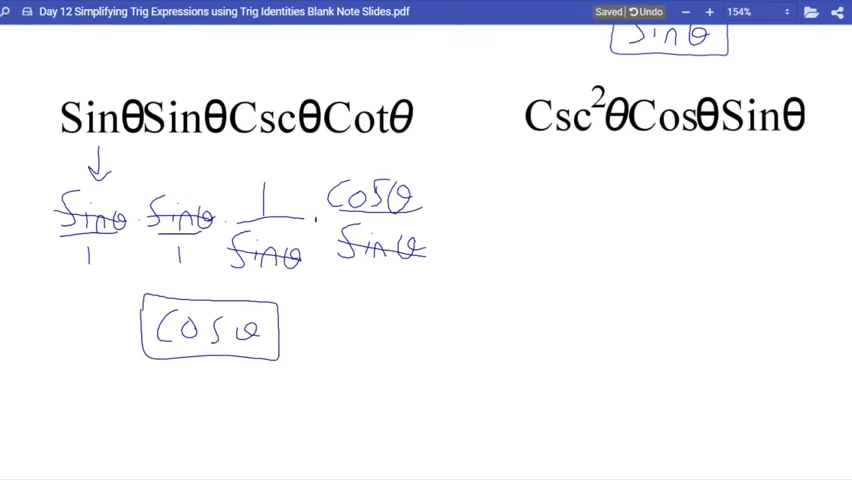 Day 12 Simplifying Trig Expressions using Trig Identities Blank Note Slides.pdf
Saved Undo
154%
Sinθ
SinθSinθCscθCotθ
Csc²θCosθSinθ
Sinθ/1 · Sinθ/1 · 1/Sinθ · Cosθ/Sinθ
Cosθ